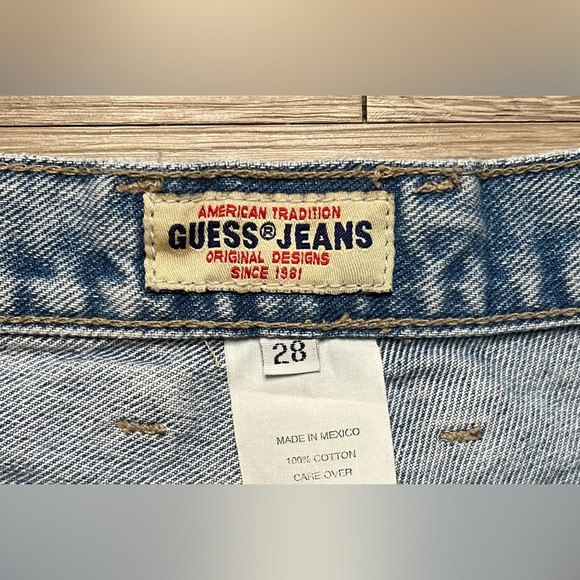 AMERICAN TRADITION
GUESS® JEANS
ORIGINAL DESIGNS
SINCE 1981
28
MADE IN MEXICO
100% COTTON
CARE OVER